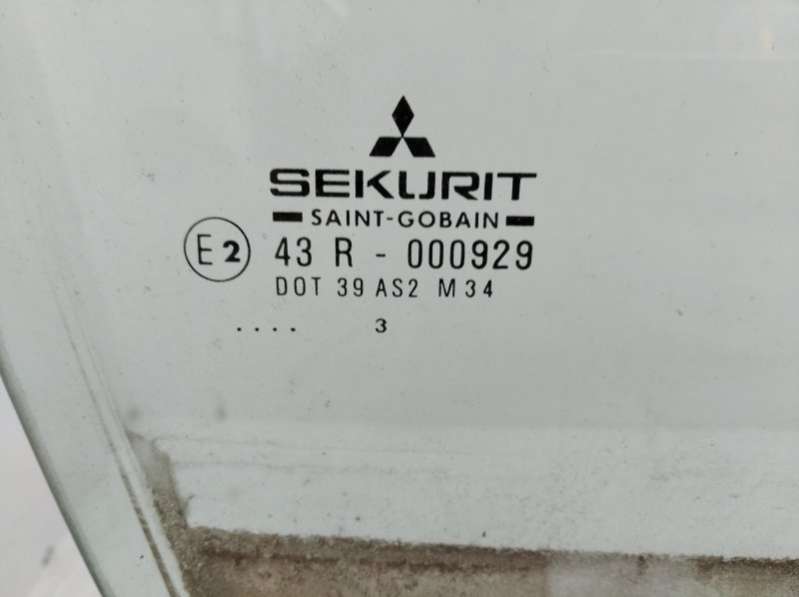 SEKURIT
SAINT-GOBAIN
E2 43 R - 000929
DOT 39 AS2 M34
.... 3